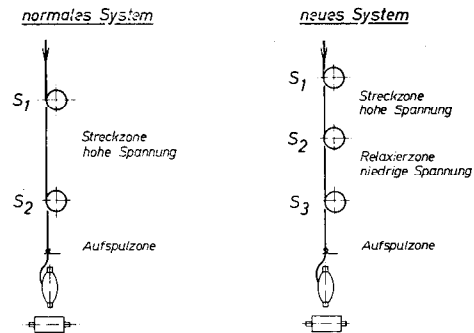 normales System
S1
Streckzone
hohe Spannung
S2
Aufspulzone
neues System
S1
Streckzone
hohe Spannung
S2
Relaxierzone
niedrige Spannung
S3
Aufspulzone